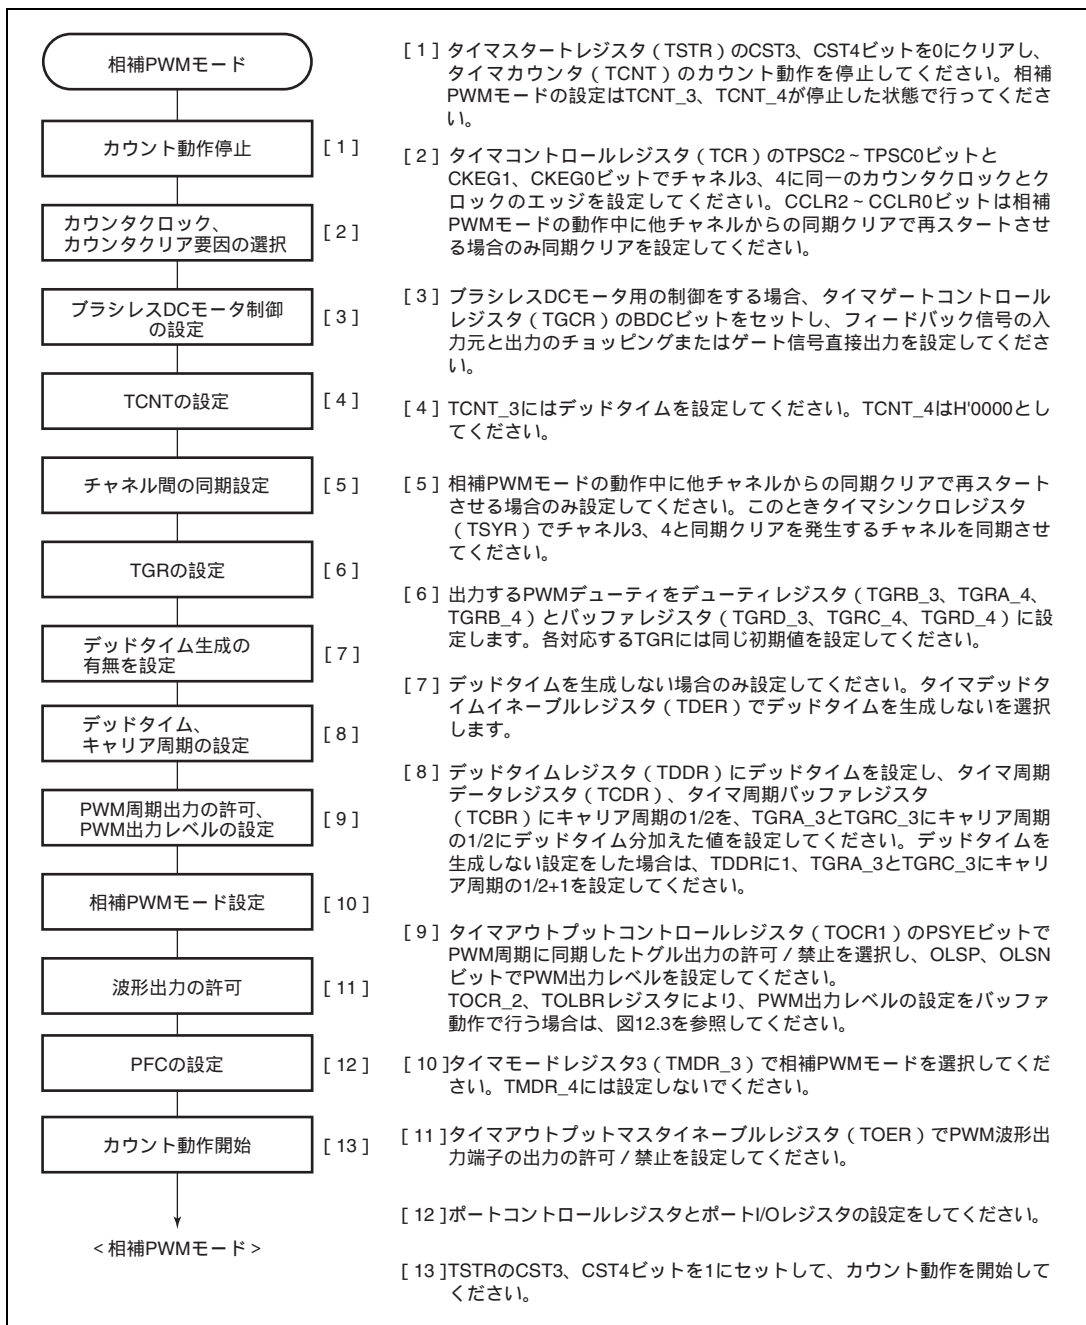 相補PWMモード
カウント動作停止
[ 1 ]
カウンタクロック、
カウンタクリア要因の選択
[ 2 ]
ブラシレスDCモータ制御
の設定
[ 3 ]
TCNTの設定
[ 4 ]
チャネル間の同期設定
[ 5 ]
TGRの設定
[ 6 ]
デッドタイム生成の
有無を設定
[ 7 ]
デッドタイム、
キャリア周期の設定
[ 8 ]
PWM周期出力の許可、
PWM出力レベルの設定
[ 9 ]
相補PWMモード設定
[ 10 ]
波形出力の許可
[ 11 ]
PFCの設定
[ 12 ]
カウント動作開始
[ 13 ]
< 相補PWMモード >
[ 1 ] タイマスタートレジスタ(TSTR)のCST3、CST4ビットを0にクリアし、
タイマカウンタ(TCNT)のカウント動作を停止してください。相補
PWMモードの設定はTCNT_3、TCNT_4が停止した状態で行ってくださ
い。
[ 2 ] タイマコントロールレジスタ(TCR)のTPSC2~TPSC0ビットと
CKEG1、CKEG0ビットでチャネル3、4に同一のカウンタクロックとク
ロックのエッジを設定してください。CCLR2~CCLR0ビットは相補
PWMモードの動作中に他チャネルからの同期クリアで再スタートさせ
る場合のみ同期クリアを設定してください。
[ 3 ] ブラシレスDCモータ用の制御をする場合、タイマゲートコントロール
レジスタ(TGCR)のBDCビットをセットし、フィードバック信号の入
力元と出力のチョッピングまたはゲート信号直接出力を設定してくださ
い。
[ 4 ] TCNT_3にはデッドタイムを設定してください。TCNT_4はH'0000とし
てください。
[ 5 ] 相補PWMモードの動作中に他チャネルからの同期クリアで再スタート
させる場合のみ設定してください。このときタイマシンクロレジスタ
(TSYR)でチャネル3、4と同期クリアを発生するチャネルを同期させ
てください。
[ 6 ] 出力するPWMデューティをデューティレジスタ(TGRB_3、TGRA_4、
TGRB_4)とバッファレジスタ(TGRD_3、TGRC_4、TGRD_4)に設
定します。各対応するTGRには同じ初期値を設定してください。
[ 7 ] デッドタイムを生成しない場合のみ設定してください。タイマデッドタ
イムイネーブルレジスタ(TDER)でデッドタイムを生成しないを選択
します。
[ 8 ] デッドタイムレジスタ(TDDR)にデッドタイムを設定し、タイマ周期
データレジスタ(TCDR)、タイマ周期バッファレジスタ
(TCBR)にキャリア周期の1/2を、TGRA_3とTGRC_3にキャリア周期
の1/2にデッドタイム分加えた値を設定してください。デッドタイムを
生成しない設定をした場合は、TDDRに1、TGRA_3とTGRC_3にキャリ
ア周期の1/2+1を設定してください。
[ 9 ] タイマアウトプットコントロールレジスタ(TOCR1)のPSYEビットで
PWM周期に同期したトグル出力の許可/禁止を選択し、OLSP、OLSN
ビットでPWM出力レベルを設定してください。
TOCR_2、TOLBRレジスタにより、PWM出力レベルの設定をバッファ
動作で行う場合は、図12.3を参照してください。
[ 10 ]タイマモードレジスタ3(TMDR_3)で相補PWMモードを選択してくだ
さい。TMDR_4には設定しないでください。
[ 11 ]タイマアウトプットマスタイネーブルレジスタ(TOER)でPWM波形出
力端子の出力の許可/禁止を設定してください。
[ 12 ]ポートコントロールレジスタとポートI/Oレジスタの設定をしてください。
[ 13 ]TSTRのCST3、CST4ビットを1にセットして、カウント動作を開始して
ください。